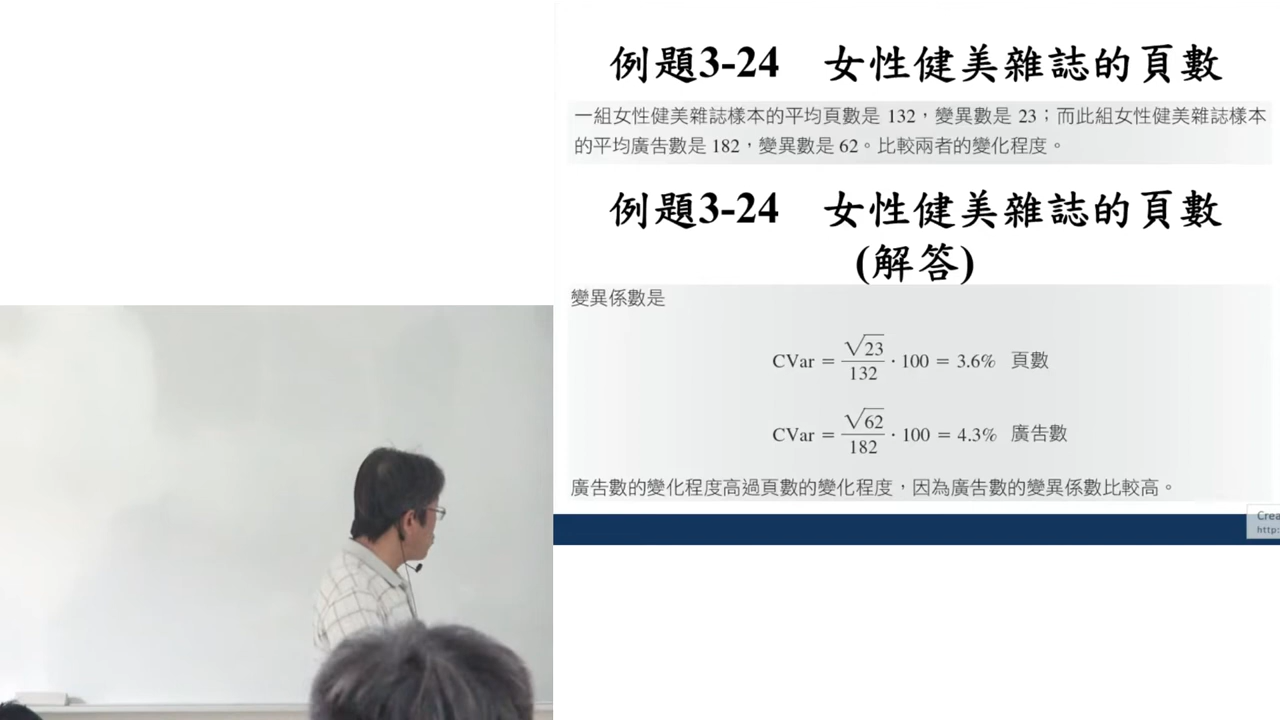 例題3-24 女性健美雜誌的頁數
一組女性健美雜誌樣本的平均頁數是 132，變異數是 23；而此組女性健美雜誌樣本
的平均廣告數是 182，變異數是 62。比較兩者的變化程度。
例題3-24 女性健美雜誌的頁數
(解答)
變異係數是
CVar = √23/132 · 100 = 3.6% 頁數
CVar = √62/182 · 100 = 4.3% 廣告數
廣告數的變化程度高過頁數的變化程度，因為廣告數的變異係數比較高。
Crea
http: